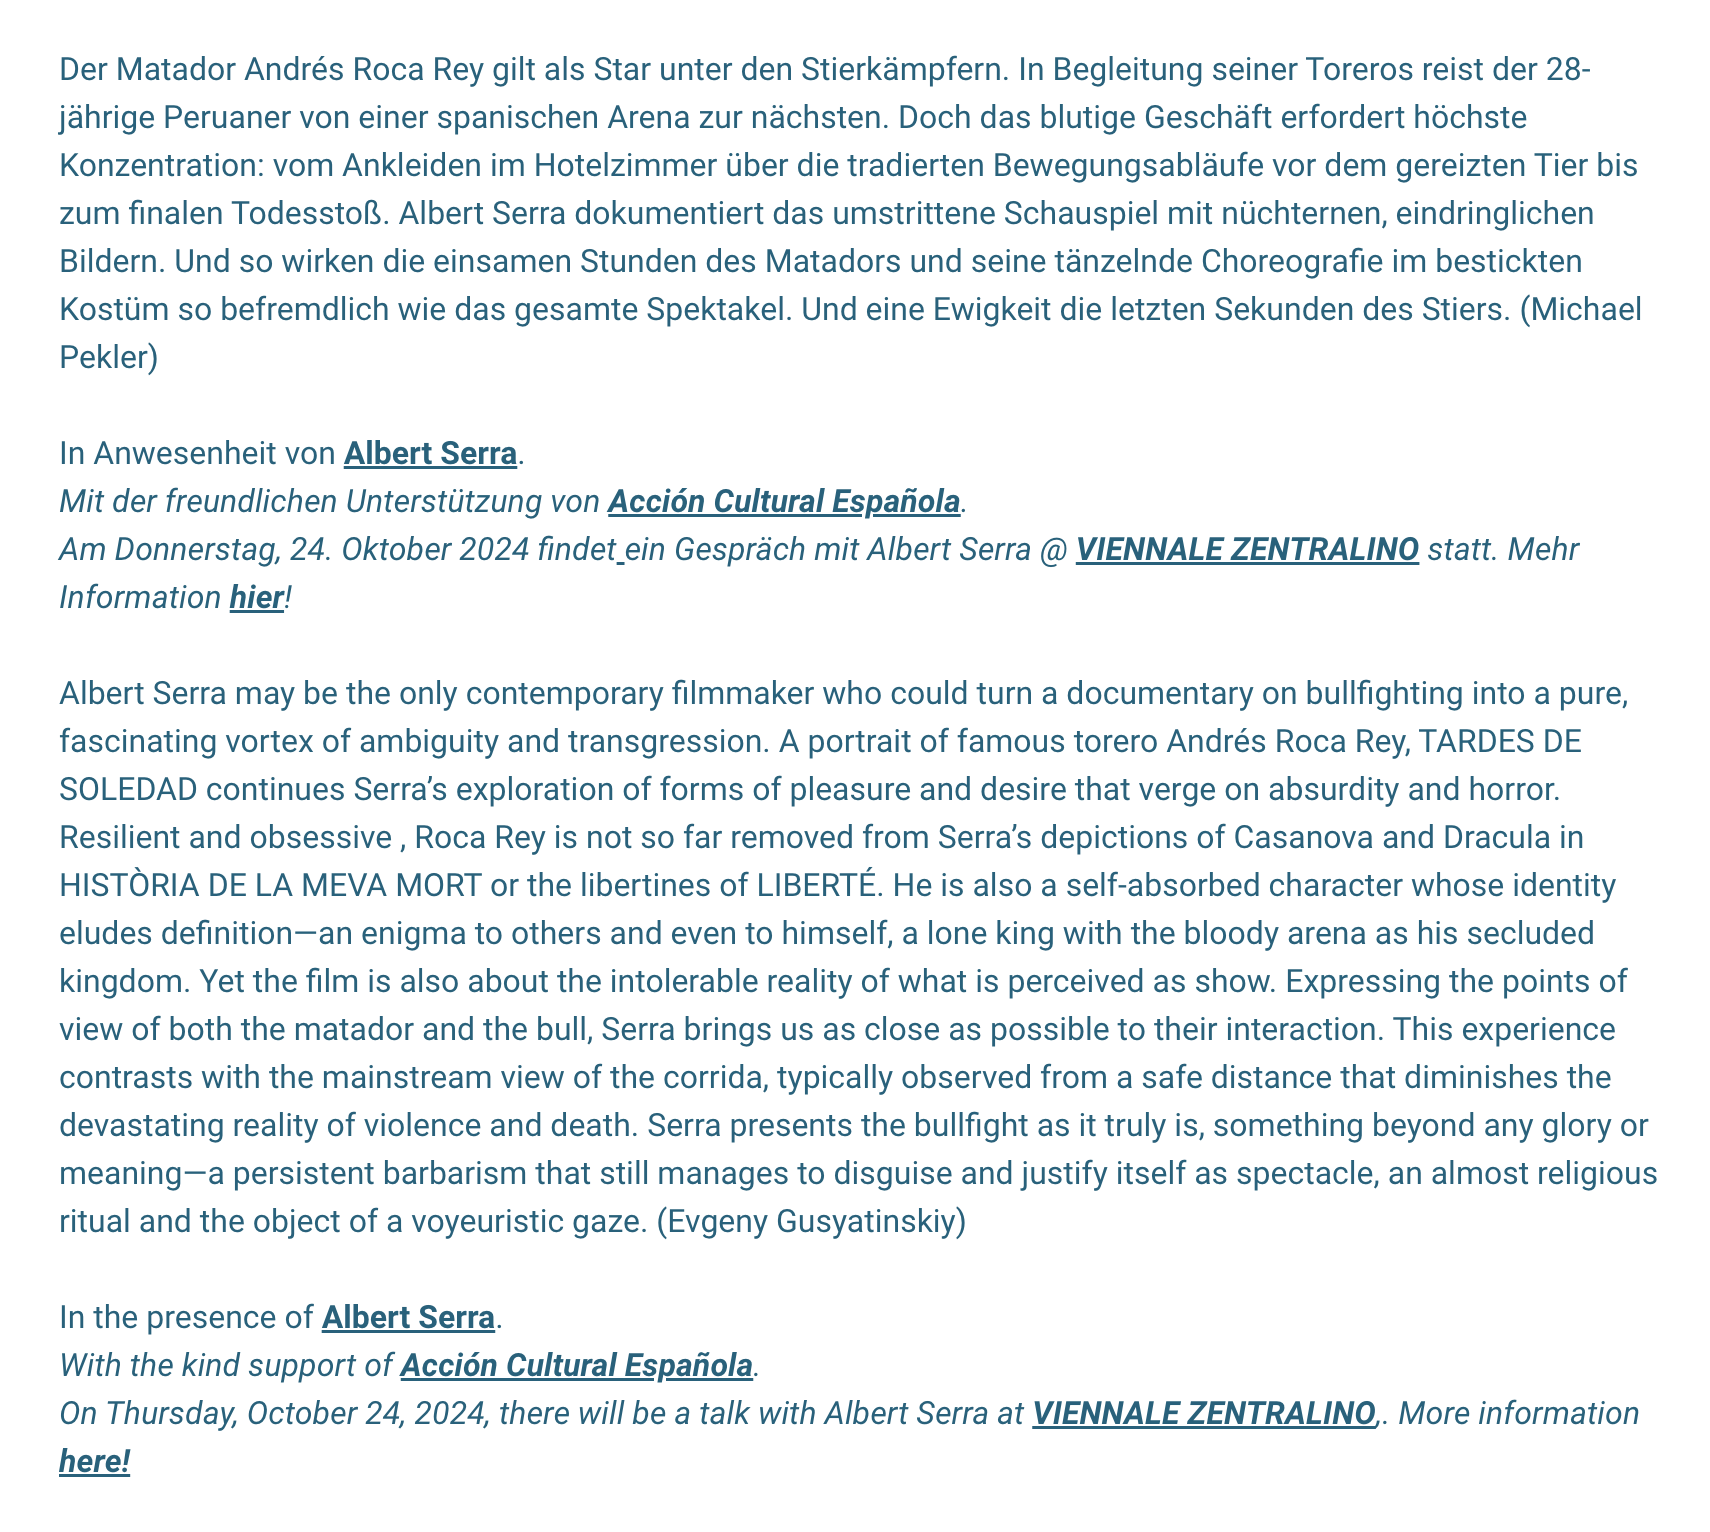 Der Matador Andrés Roca Rey gilt als Star unter den Stierkämpfern. In Begleitung seiner Toreros reist der 28-
jährige Peruaner von einer spanischen Arena zur nächsten. Doch das blutige Geschäft erfordert höchste
Konzentration: vom Ankleiden im Hotelzimmer über die tradierten Bewegungsabläufe vor dem gereizten Tier bis
zum finalen Todesstoß. Albert Serra dokumentiert das umstrittene Schauspiel mit nüchternen, eindringlichen
Bildern. Und so wirken die einsamen Stunden des Matadors und seine tänzelnde Choreografie im bestickten
Kostüm so befremdlich wie das gesamte Spektakel. Und eine Ewigkeit die letzten Sekunden des Stiers. (Michael
Pekler)
In Anwesenheit von Albert Serra.
Mit der freundlichen Unterstützung von Acción Cultural Española.
Am Donnerstag, 24. Oktober 2024 findet ein Gespräch mit Albert Serra @ VIENNALE ZENTRALINO statt. Mehr
Information hier!
Albert Serra may be the only contemporary filmmaker who could turn a documentary on bullfighting into a pure,
fascinating vortex of ambiguity and transgression. A portrait of famous torero Andrés Roca Rey, TARDES DE
SOLEDAD continues Serra’s exploration of forms of pleasure and desire that verge on absurdity and horror.
Resilient and obsessive , Roca Rey is not so far removed from Serra’s depictions of Casanova and Dracula in
HISTÒRIA DE LA MEVA MORT or the libertines of LIBERTÉ. He is also a self-absorbed character whose identity
eludes definition—an enigma to others and even to himself, a lone king with the bloody arena as his secluded
kingdom. Yet the film is also about the intolerable reality of what is perceived as show. Expressing the points of
view of both the matador and the bull, Serra brings us as close as possible to their interaction. This experience
contrasts with the mainstream view of the corrida, typically observed from a safe distance that diminishes the
devastating reality of violence and death. Serra presents the bullfight as it truly is, something beyond any glory or
meaning—a persistent barbarism that still manages to disguise and justify itself as spectacle, an almost religious
ritual and the object of a voyeuristic gaze. (Evgeny Gusyatinskiy)
In the presence of Albert Serra.
With the kind support of Acción Cultural Española.
On Thursday, October 24, 2024, there will be a talk with Albert Serra at VIENNALE ZENTRALINO,. More information
here!